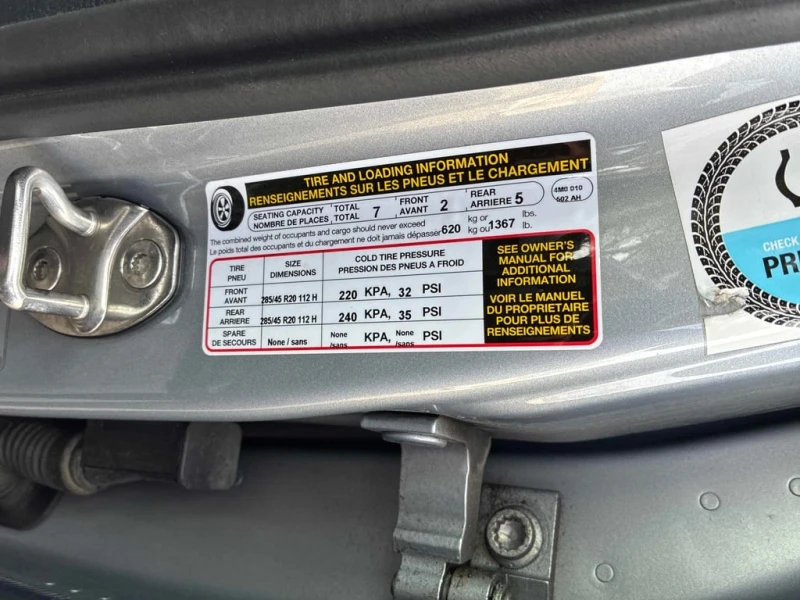 TIRE AND LOADING INFORMATION
RENSEIGNEMENTS SUR LES PNEUS ET LE CHARGEMENT
SEATING CAPACITY TOTAL 7 FRONT 2 REAR 5
NOMBRE DE PLACES TOTAL AVANT ARRIERE
4M0 010
602 AH
The combined weight of occupants and cargo should never exceed 620 kg or 1367 lbs.
Le poids total des occupants et du chargement ne doit jamais dépasser kg ou lb.
TIRE SIZE COLD TIRE PRESSURE
PNEU DIMENSIONS PRESSION DES PNEUS A FROID
FRONT
AVANT 285/45 R20 112 H 220 KPA, 32 PSI
REAR
ARRIERE 285/45 R20 112 H 240 KPA, 35 PSI
SPARE None None
DE SECOURS None / sans /sans KPA, /sans PSI
SEE OWNER'S
MANUAL FOR
ADDITIONAL
INFORMATION
VOIR LE MANUEL
DU PROPRIETAIRE
POUR PLUS DE
RENSEIGNEMENTS
CHECK
PR